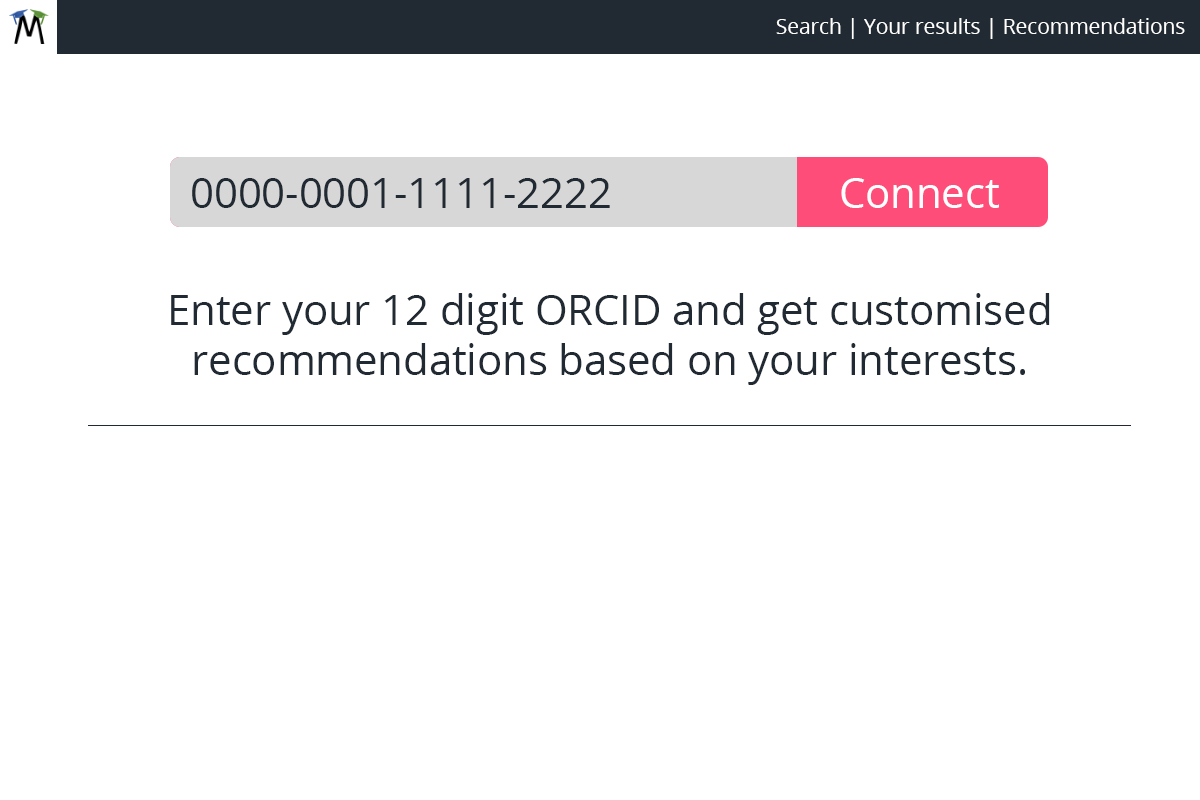 M
Search | Your results | Recommendations
0000-0001-1111-2222
Connect
Enter your 12 digit ORCID and get customised
recommendations based on your interests.